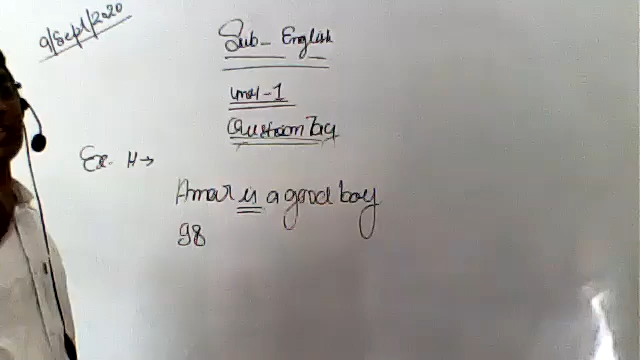 9/Sept/2020
Sub- English
Unit-1
Question Tag
Ex- H→
Amar is a good boy
98